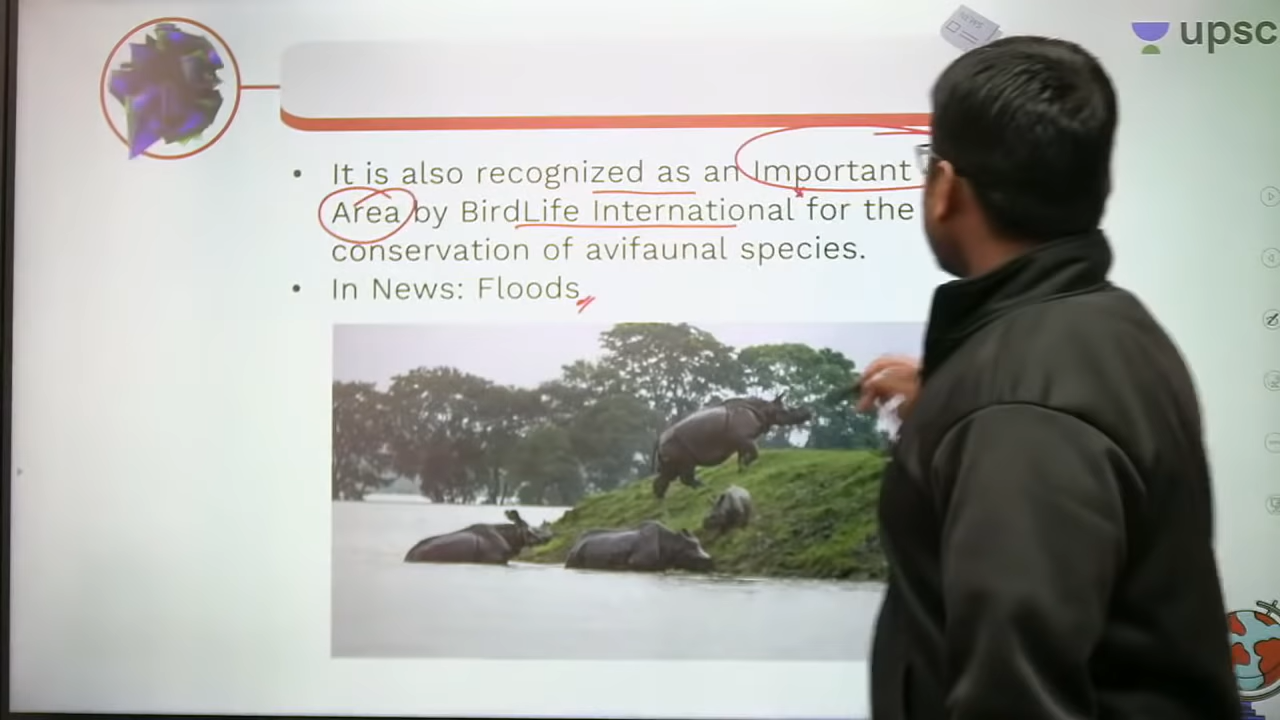 upsc
It is also recognized as an Important
Area by BirdLife International for the
conservation of avifaunal species.
In News: Floods